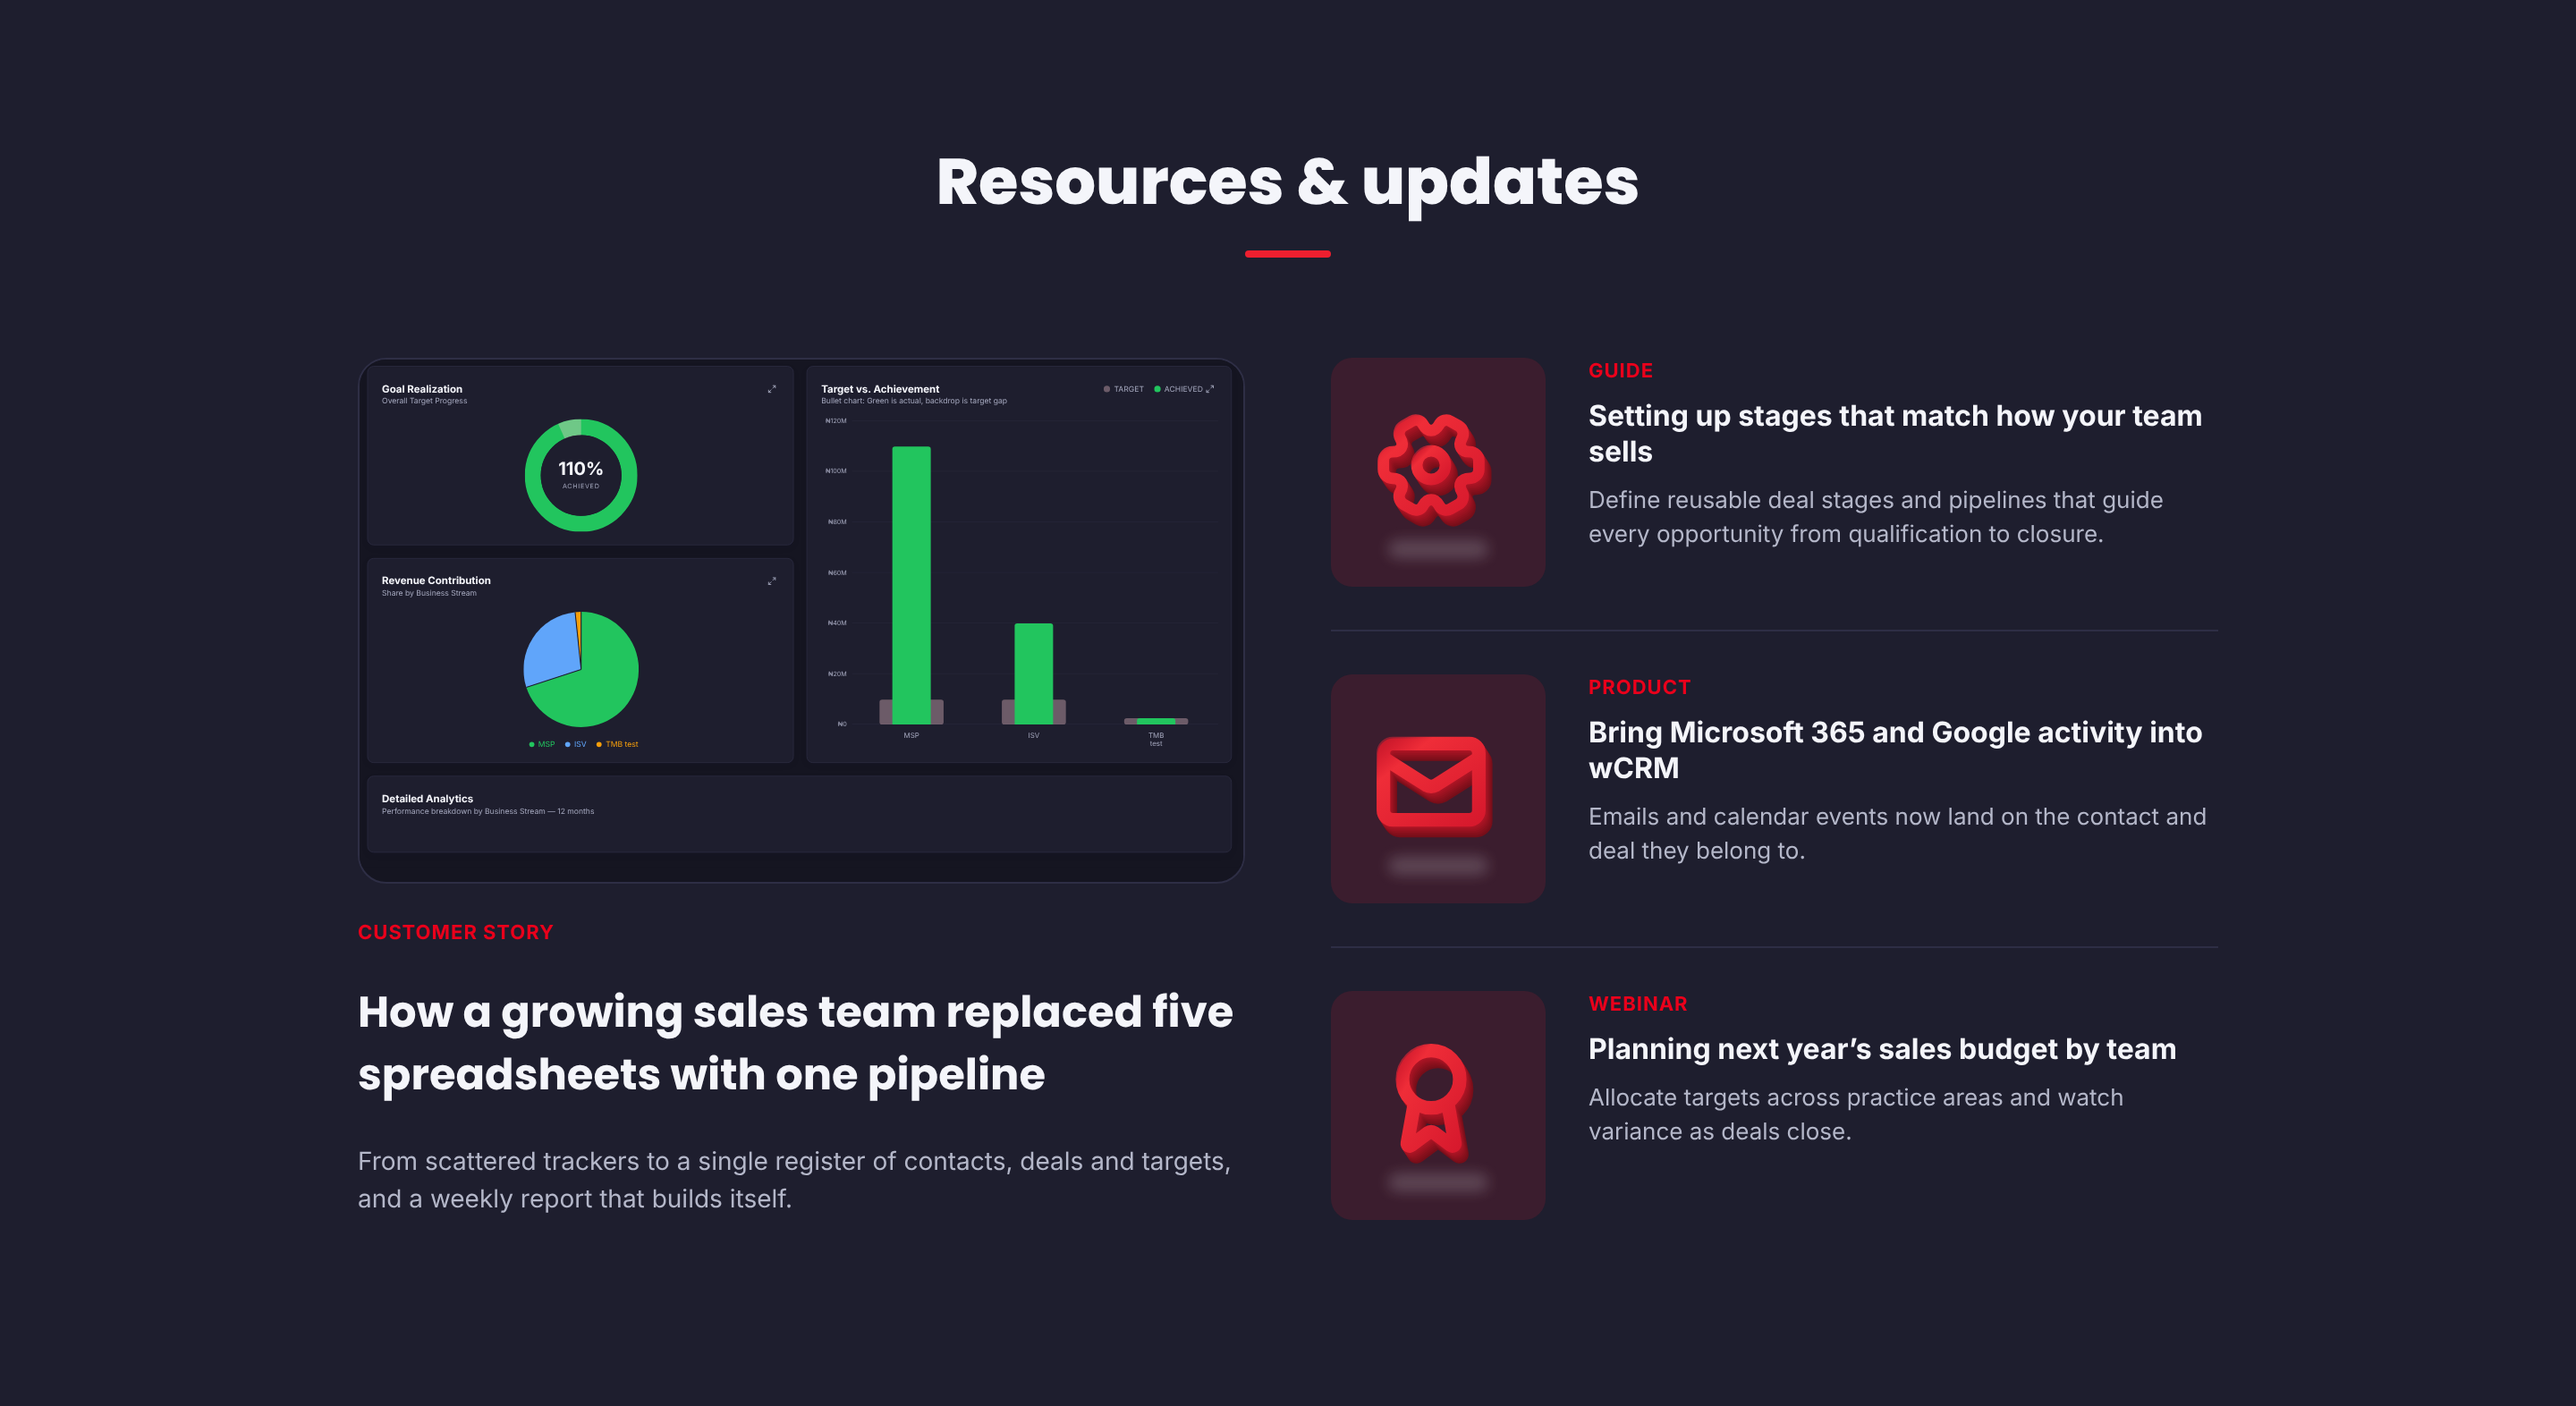 Resources & updates
Goal Realization
Overall Target Progress
110%
ACHIEVED
Revenue Contribution
Share by Business Stream
MSP ISV TMB test
Target vs. Achievement
Bullet chart: Green is actual, backdrop is target gap
TARGET ACHIEVED
₦120M
₦100M
₦80M
₦60M
₦40M
₦20M
₦0
MSP ISV TMB
test
Detailed Analytics
Performance breakdown by Business Stream — 12 months
CUSTOMER STORY
How a growing sales team replaced five
spreadsheets with one pipeline
From scattered trackers to a single register of contacts, deals and targets,
and a weekly report that builds itself.
GUIDE
Setting up stages that match how your team
sells
Define reusable deal stages and pipelines that guide
every opportunity from qualification to closure.
PRODUCT
Bring Microsoft 365 and Google activity into
wCRM
Emails and calendar events now land on the contact and
deal they belong to.
WEBINAR
Planning next year’s sales budget by team
Allocate targets across practice areas and watch
variance as deals close.